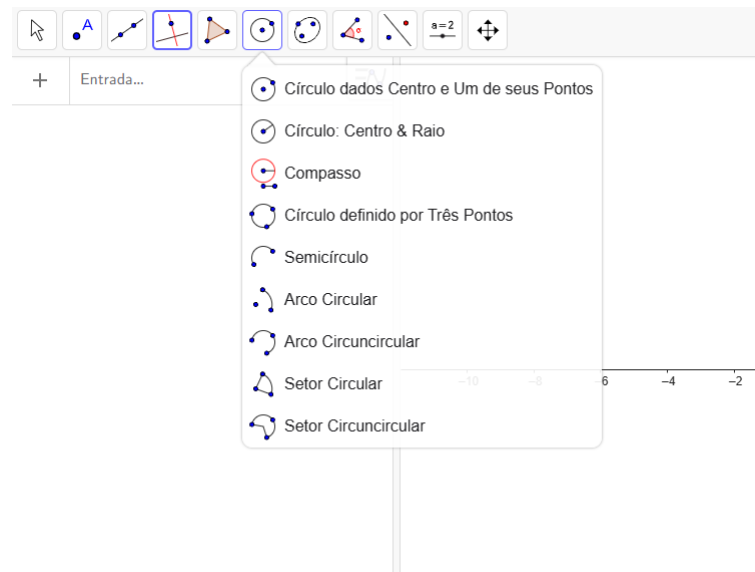 A
a=2
Entrada...
Círculo dados Centro e Um de seus Pontos
Círculo: Centro & Raio
Compasso
Círculo definido por Três Pontos
Semicírculo
Arco Circular
Arco Circuncircular
Setor Circular
Setor Circuncircular
–10 –8 –6 –4 –2